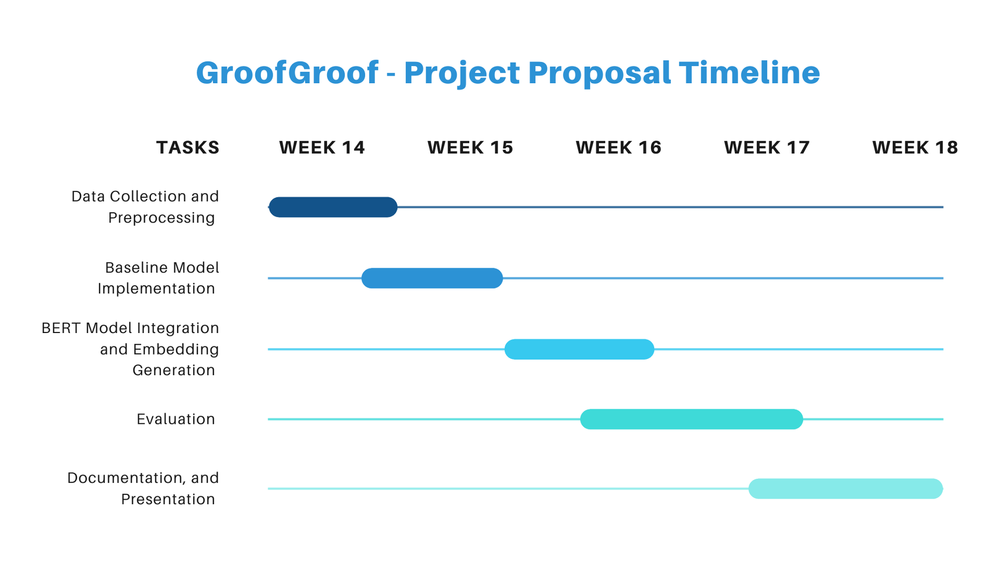 GroofGroof - Project Proposal Timeline
TASKS WEEK 14 WEEK 15 WEEK 16 WEEK 17 WEEK 18
Data Collection and
Preprocessing
Baseline Model
Implementation
BERT Model Integration
and Embedding
Generation
Evaluation
Documentation, and
Presentation